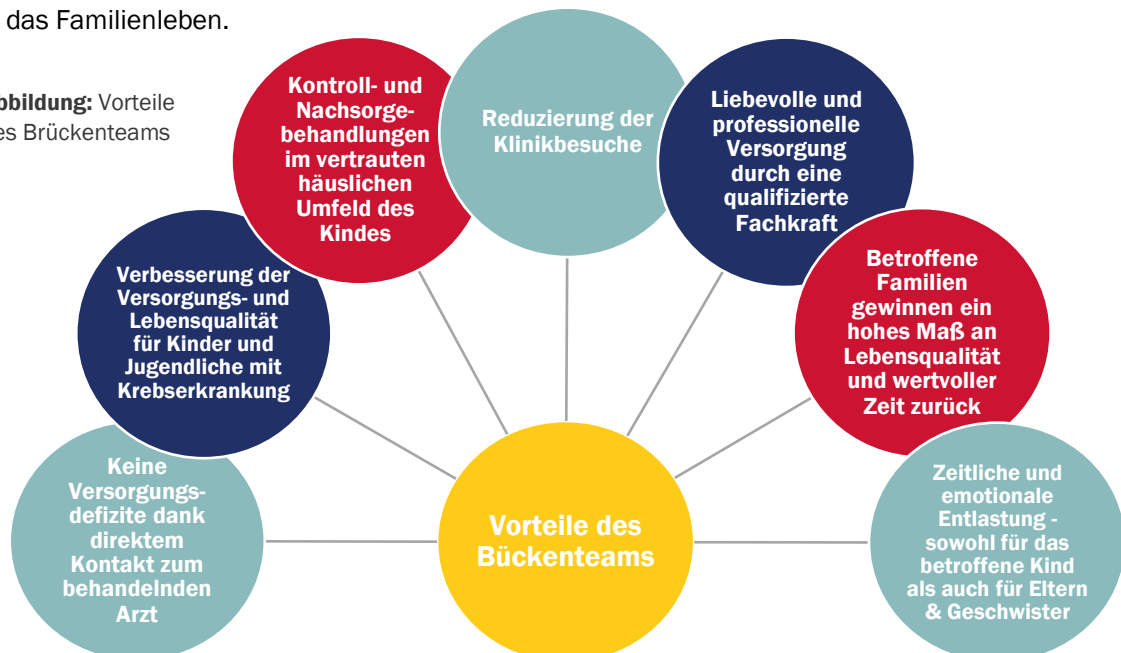 das Familienleben.
bbildung: Vorteile
es Brückenteams
Kontroll- und
Nachsorge-
behandlungen
im vertrauten
häuslichen
Umfeld des
Kindes
Reduzierung der
Klinikbesuche
Liebevolle und
professionelle
Versorgung
durch eine
qualifizierte
Fachkraft
Verbesserung der
Versorgungs- und
Lebensqualität
für Kinder und
Jugendliche mit
Krebserkrankung
Betroffene
Familien
gewinnen ein
hohes Maß an
Lebensqualität
und wertvoller
Zeit zurück
Keine
Versorgungs-
defizite dank
direktem
Kontakt zum
behandelnden
Arzt
Vorteile des
Bückenteams
Zeitliche und
emotionale
Entlastung -
sowohl für das
betroffene Kind
als auch für Eltern
& Geschwister